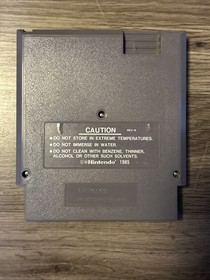 CAUTION
REV-A
●DO NOT STORE IN EXTREME TEMPERATURES.
●DO NOT IMMERSE IN WATER.
●DO NOT CLEAN WITH BENZENE, THINNER,
ALCOHOL OR OTHER SUCH SOLVENTS.
©Nintendo 1985